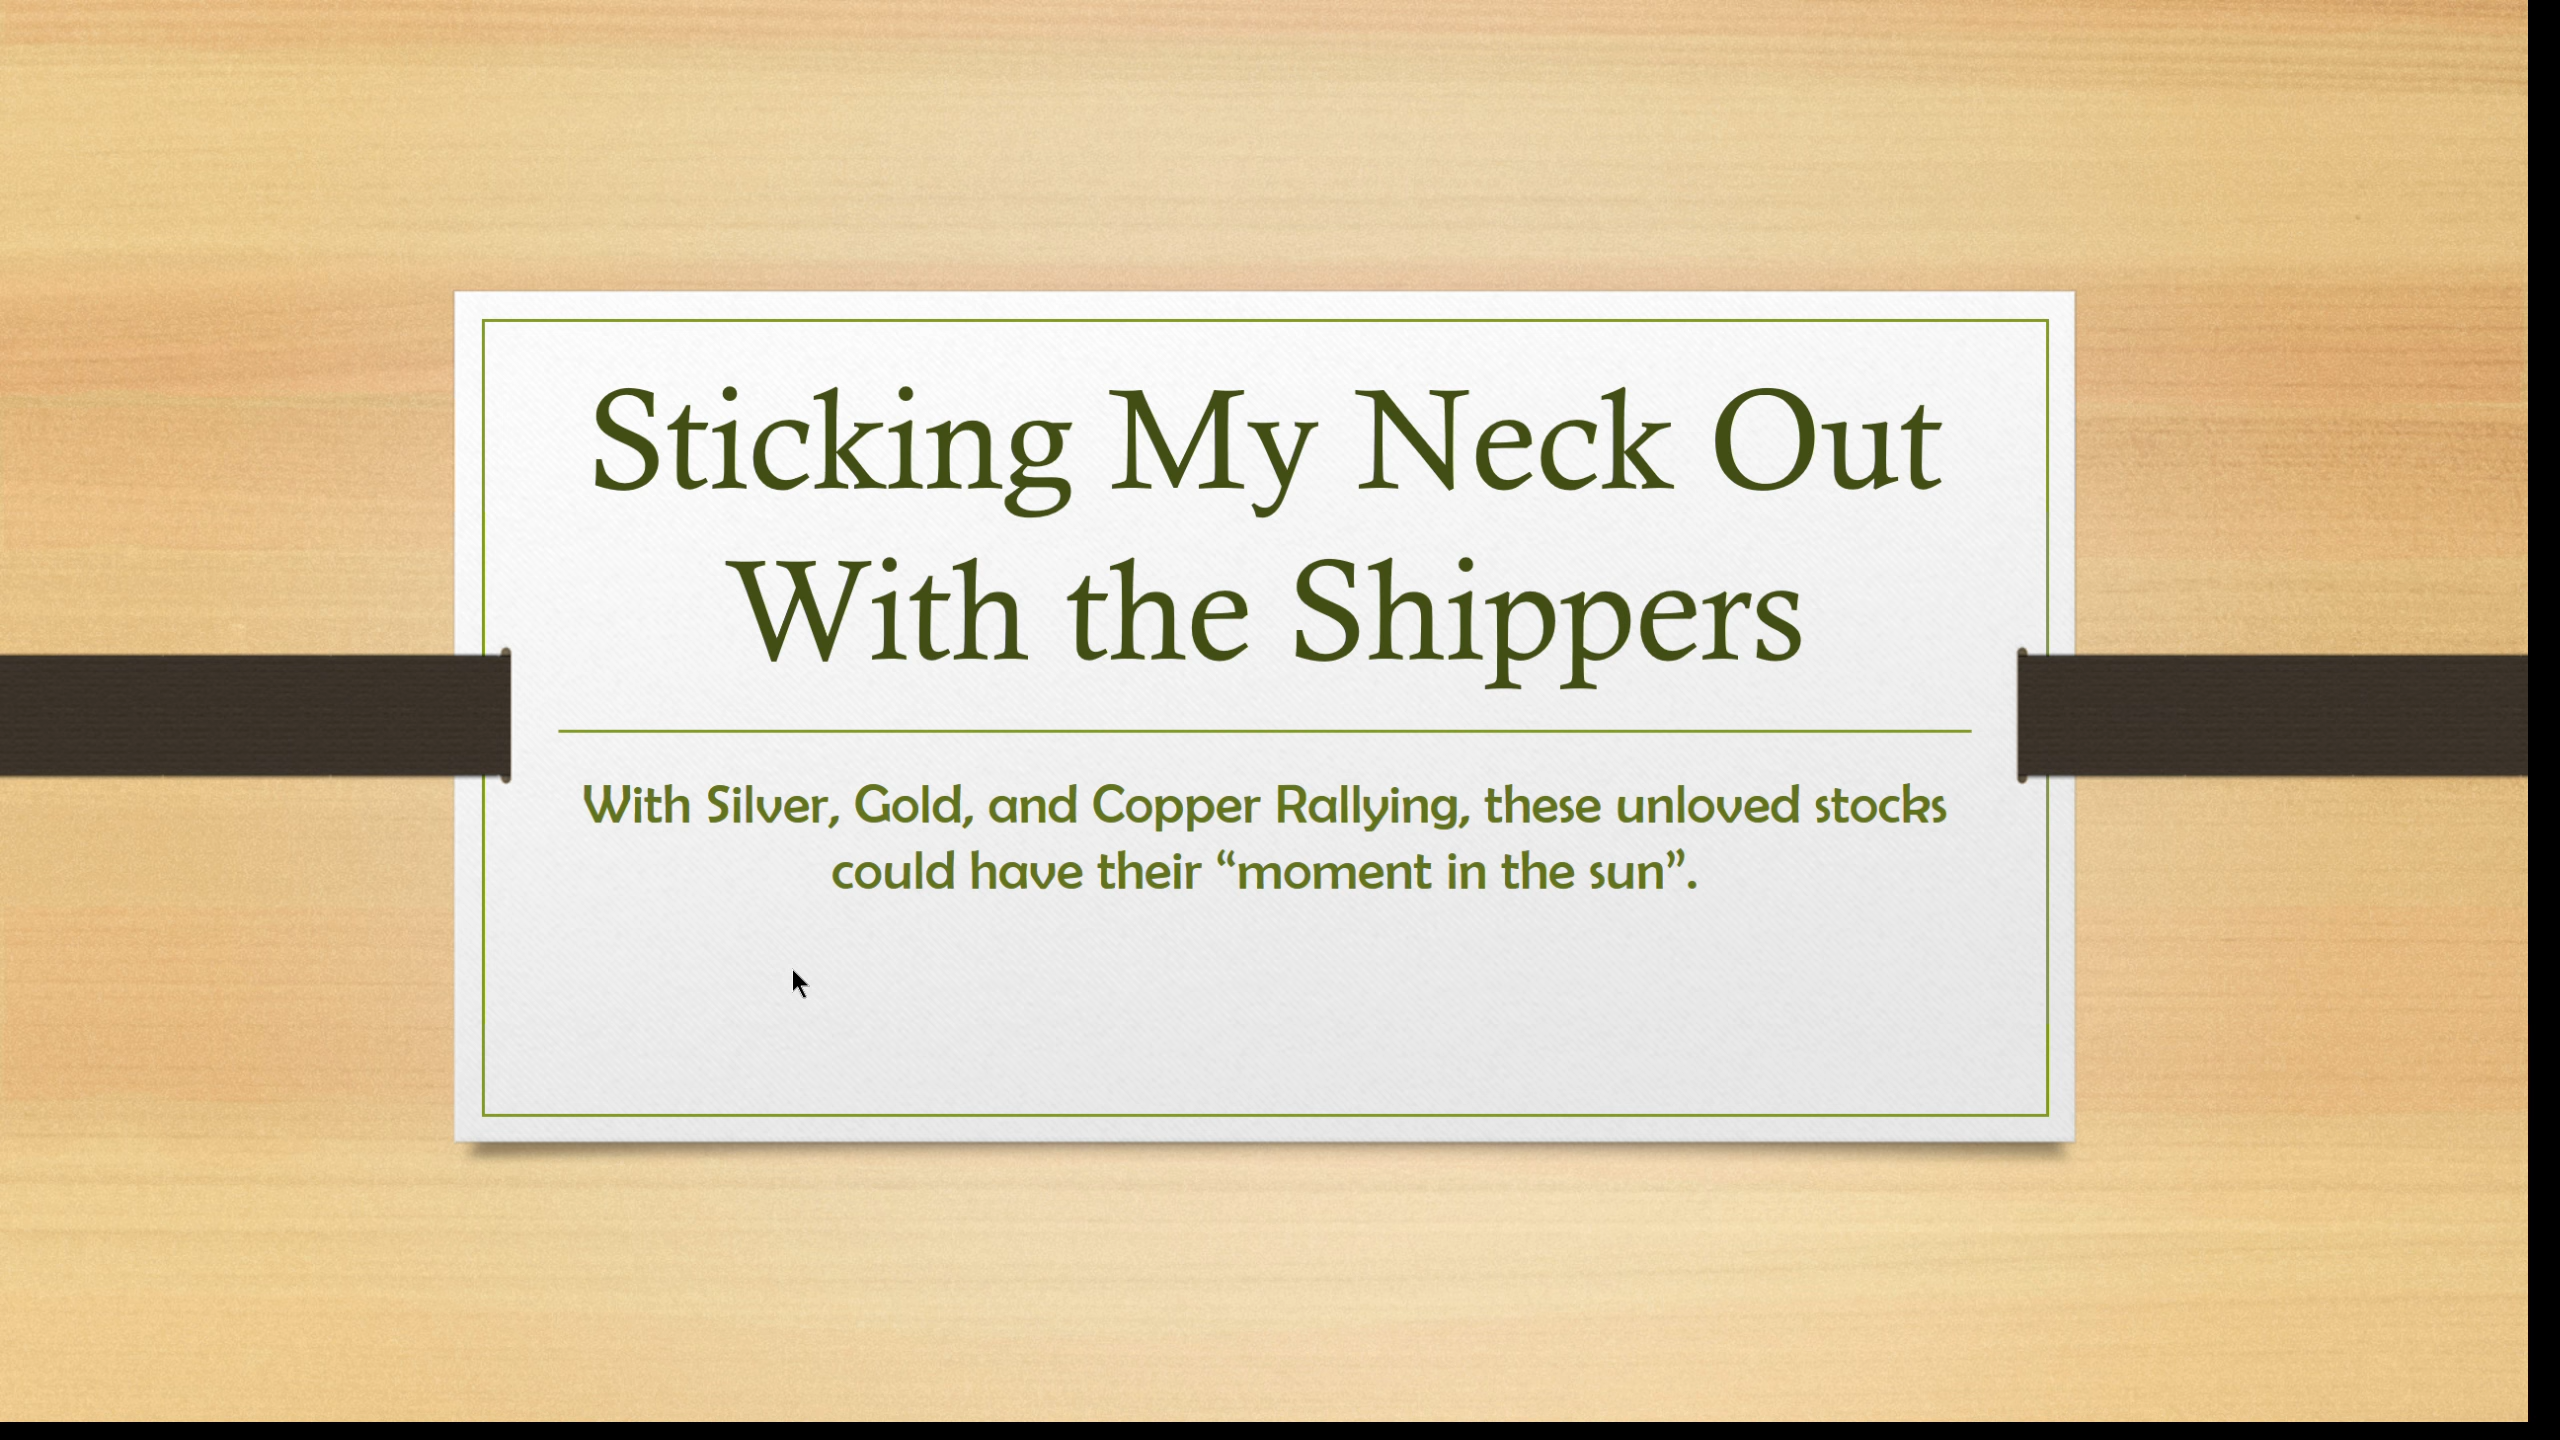 Sticking My Neck Out
With the Shippers
With Silver, Gold, and Copper Rallying, these unloved stocks
could have their “moment in the sun”.